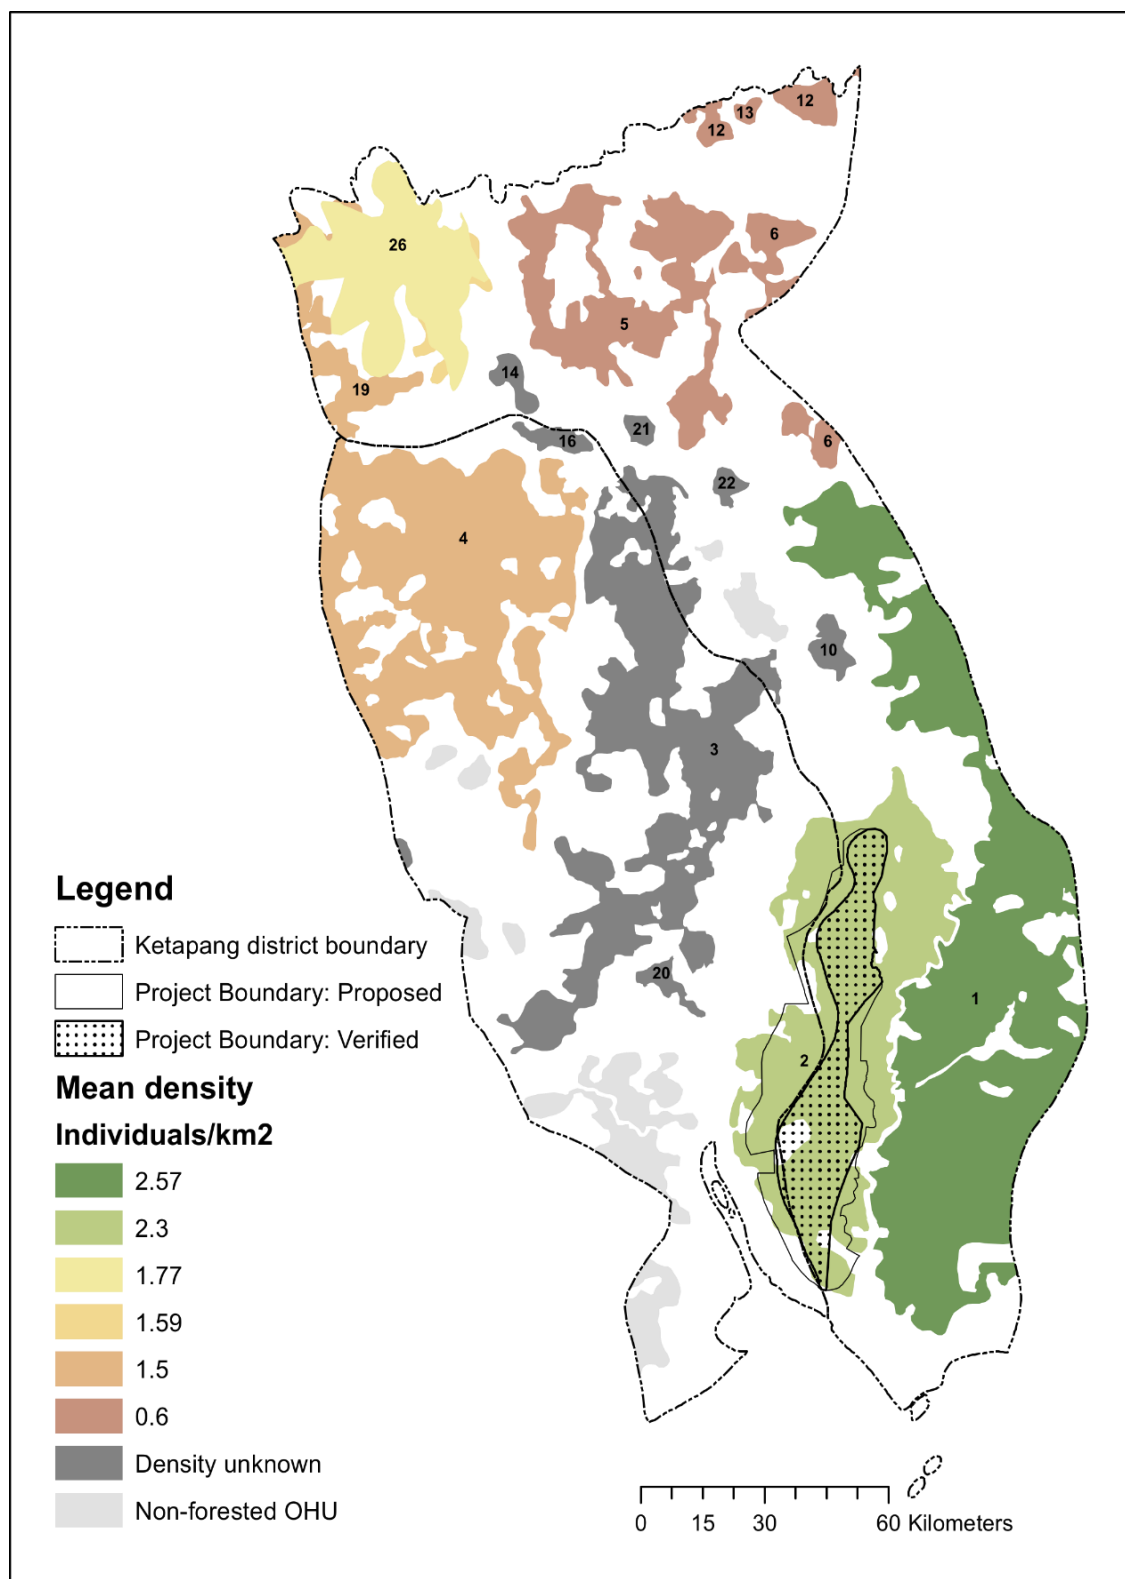 12
13
12
26
6
5
14
19
21
16
6
22
4
10
3
Legend
Ketapang district boundary
Project Boundary: Proposed
20
1
Project Boundary: Verified
2
Mean density
Individuals/km2
2.57
2.3
1.77
1.59
1.5
0.6
Density unknown
Non-forested OHU
0 15 30 60 Kilometers